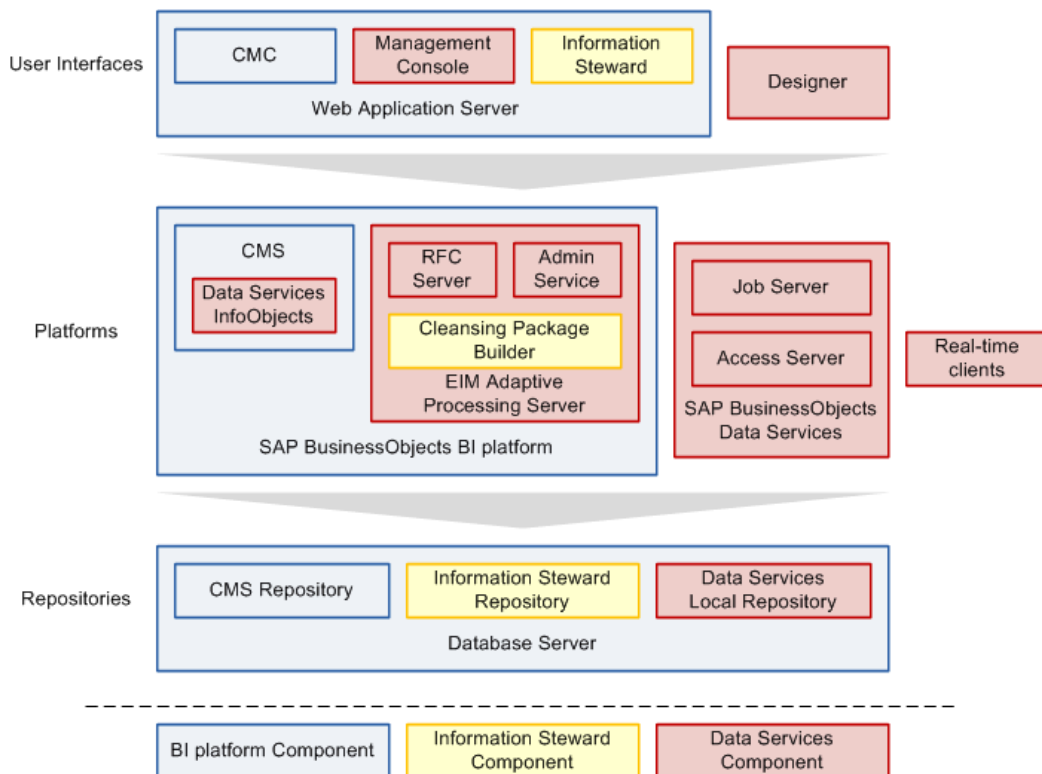 User Interfaces
CMC
Management
Console
Information
Steward
Web Application Server
Designer
Platforms
CMS
Data Services
InfoObjects
RFC
Server
Admin
Service
Cleansing Package
Builder
EIM Adaptive
Processing Server
SAP BusinessObjects BI platform
Job Server
Access Server
SAP BusinessObjects
Data Services
Real-time
clients
Repositories
CMS Repository
Information Steward
Repository
Data Services
Local Repository
Database Server
BI platform Component
Information Steward
Component
Data Services
Component